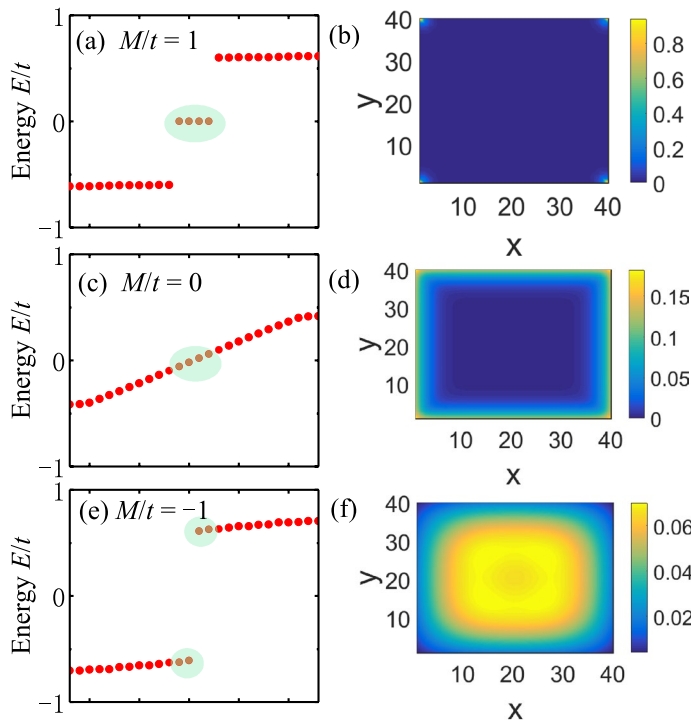 (a) M/t = 1
Energy E/t
1
0
−1
(b)
y
40
30
20
10
10 20 30 40
x
0.8
0.6
0.4
0.2
0
(c) M/t = 0
Energy E/t
1
0
−1
(d)
y
40
30
20
10
10 20 30 40
x
0.15
0.1
0.05
0
(e) M/t = −1
Energy E/t
1
0
−1
(f)
y
40
30
20
10
10 20 30 40
x
0.06
0.04
0.02